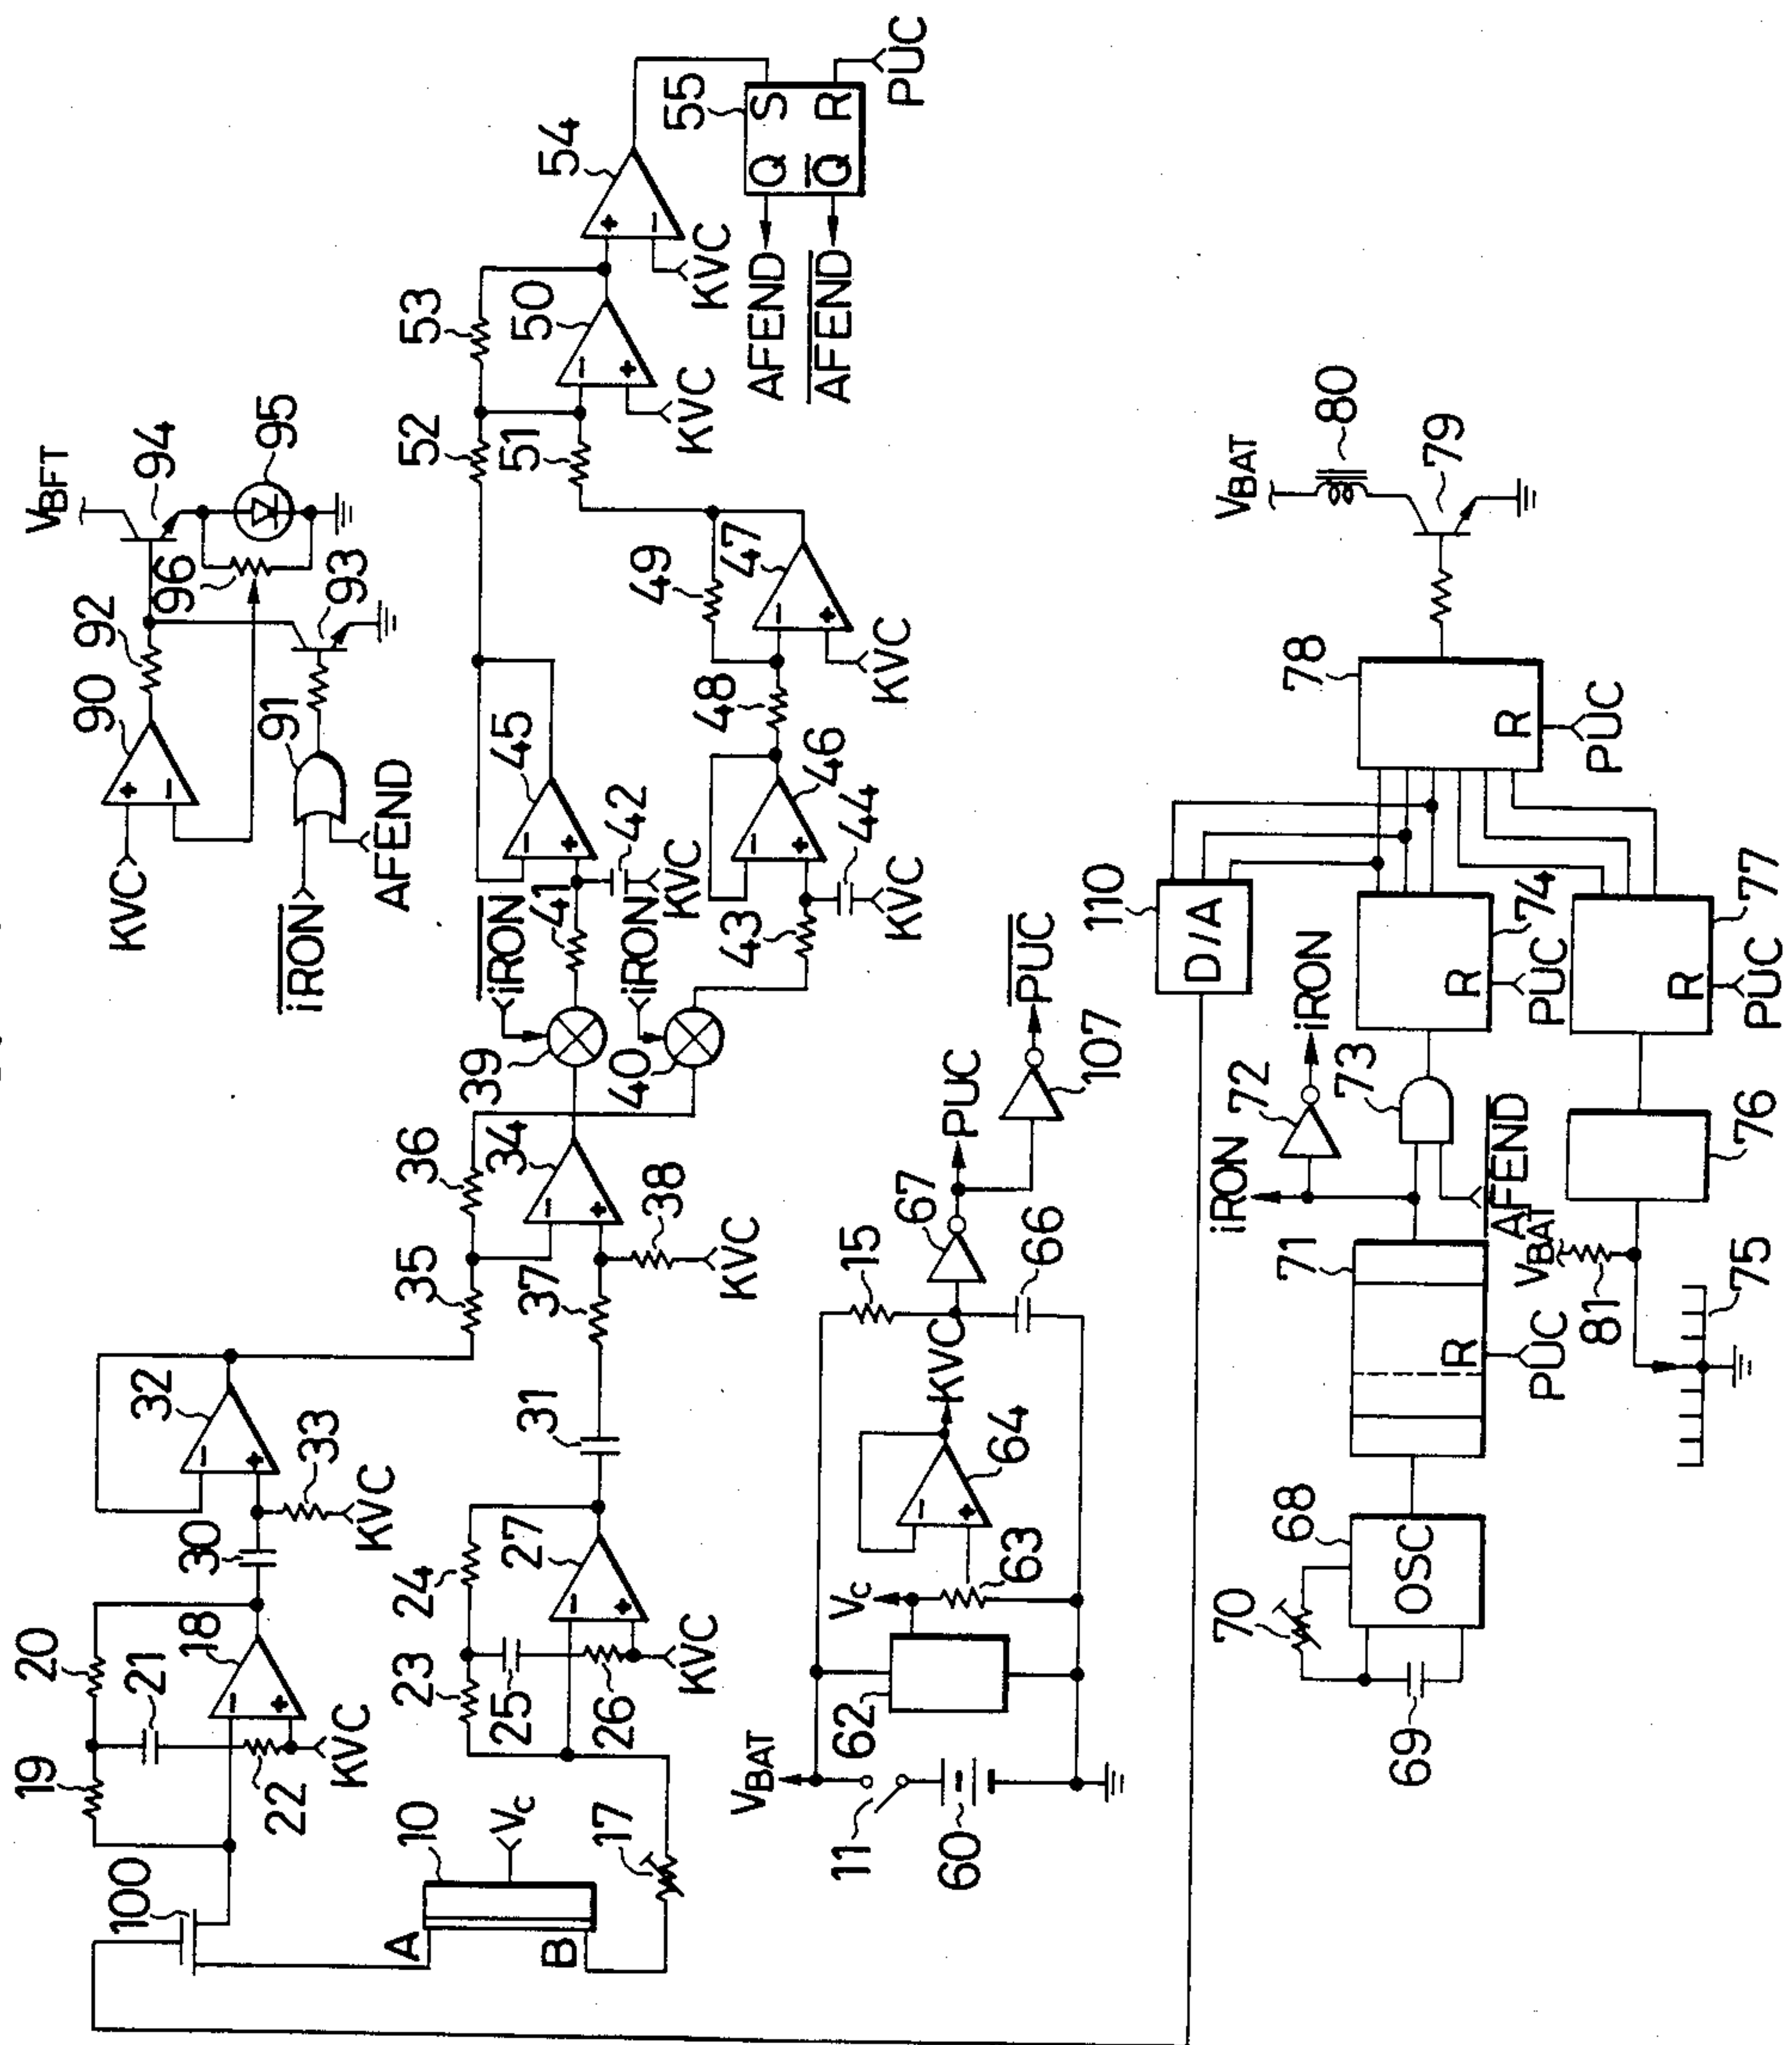 VBFT
94
95
96
93
92
90
91
+
−
KVC
iRON
AFEND
54
55
S
Q
R
Q
PUC
KVC
AFEND
AFEND
53
50
−
+
KVC
52
51
49
47
−
+
KVC
48
45
−
+
42
KVC
46
−
+
44
KVC
iRON
41
iRON
43
39
40
36
34
−
+
38
KVC
35
37
32
−
+
33
KVC
30
31
20
21
18
−
+
19
22
KVC
24
27
−
+
23
25
26
KVC
100
10
Vc
A
B
17
PUC
PUC
107
67
15
66
KVC
64
−
+
63
Vc
62
VBAT
11
60
VBAT
80
79
78
R
PUC
110
D/A
74
R
PUC
77
R
PUC
iRON
72
73
iRON
AFEND
76
VBAT
81
75
71
R
PUC
68
OSC
70
69